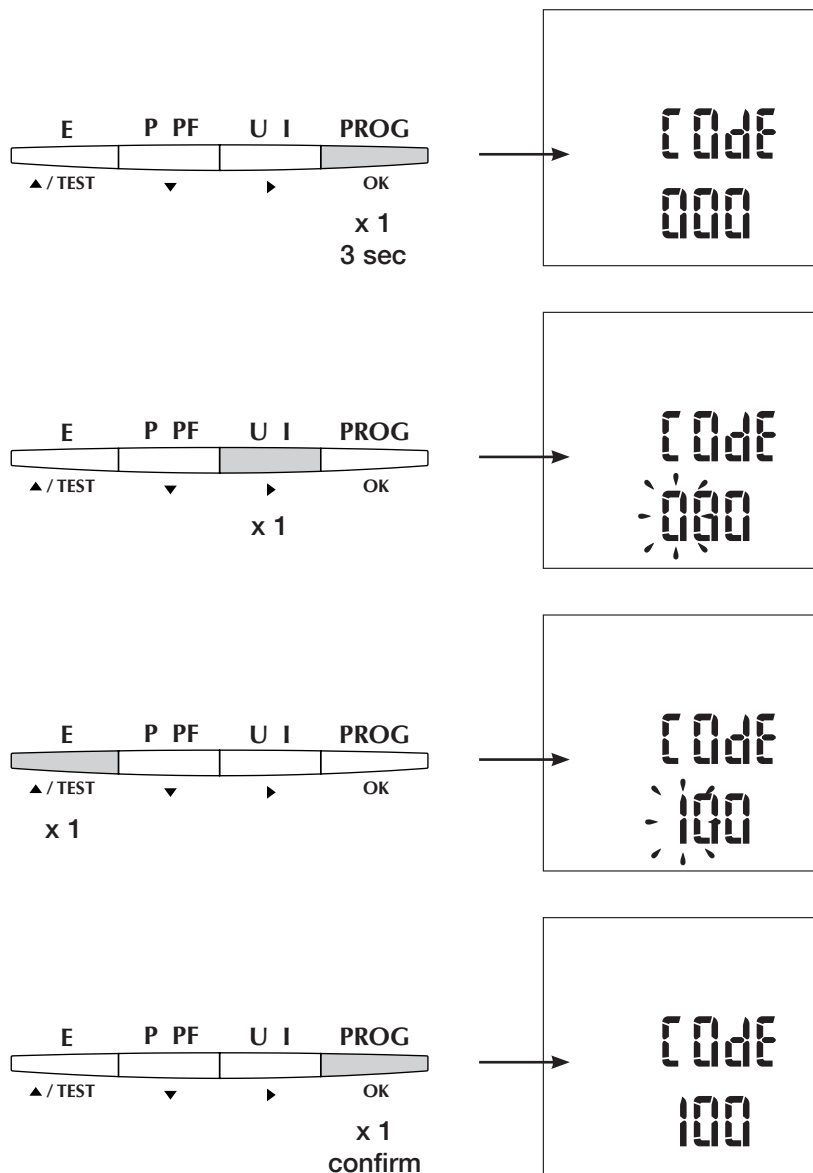 E P PF U I PROG
▲ / TEST ▼ ► OK
x 1
3 sec
COdE
000
E P PF U I PROG
▲ / TEST ▼ ► OK
x 1
COdE
000
E P PF U I PROG
▲ / TEST ▼ ► OK
x 1
COdE
100
E P PF U I PROG
▲ / TEST ▼ ► OK
x 1
confirm
COdE
100